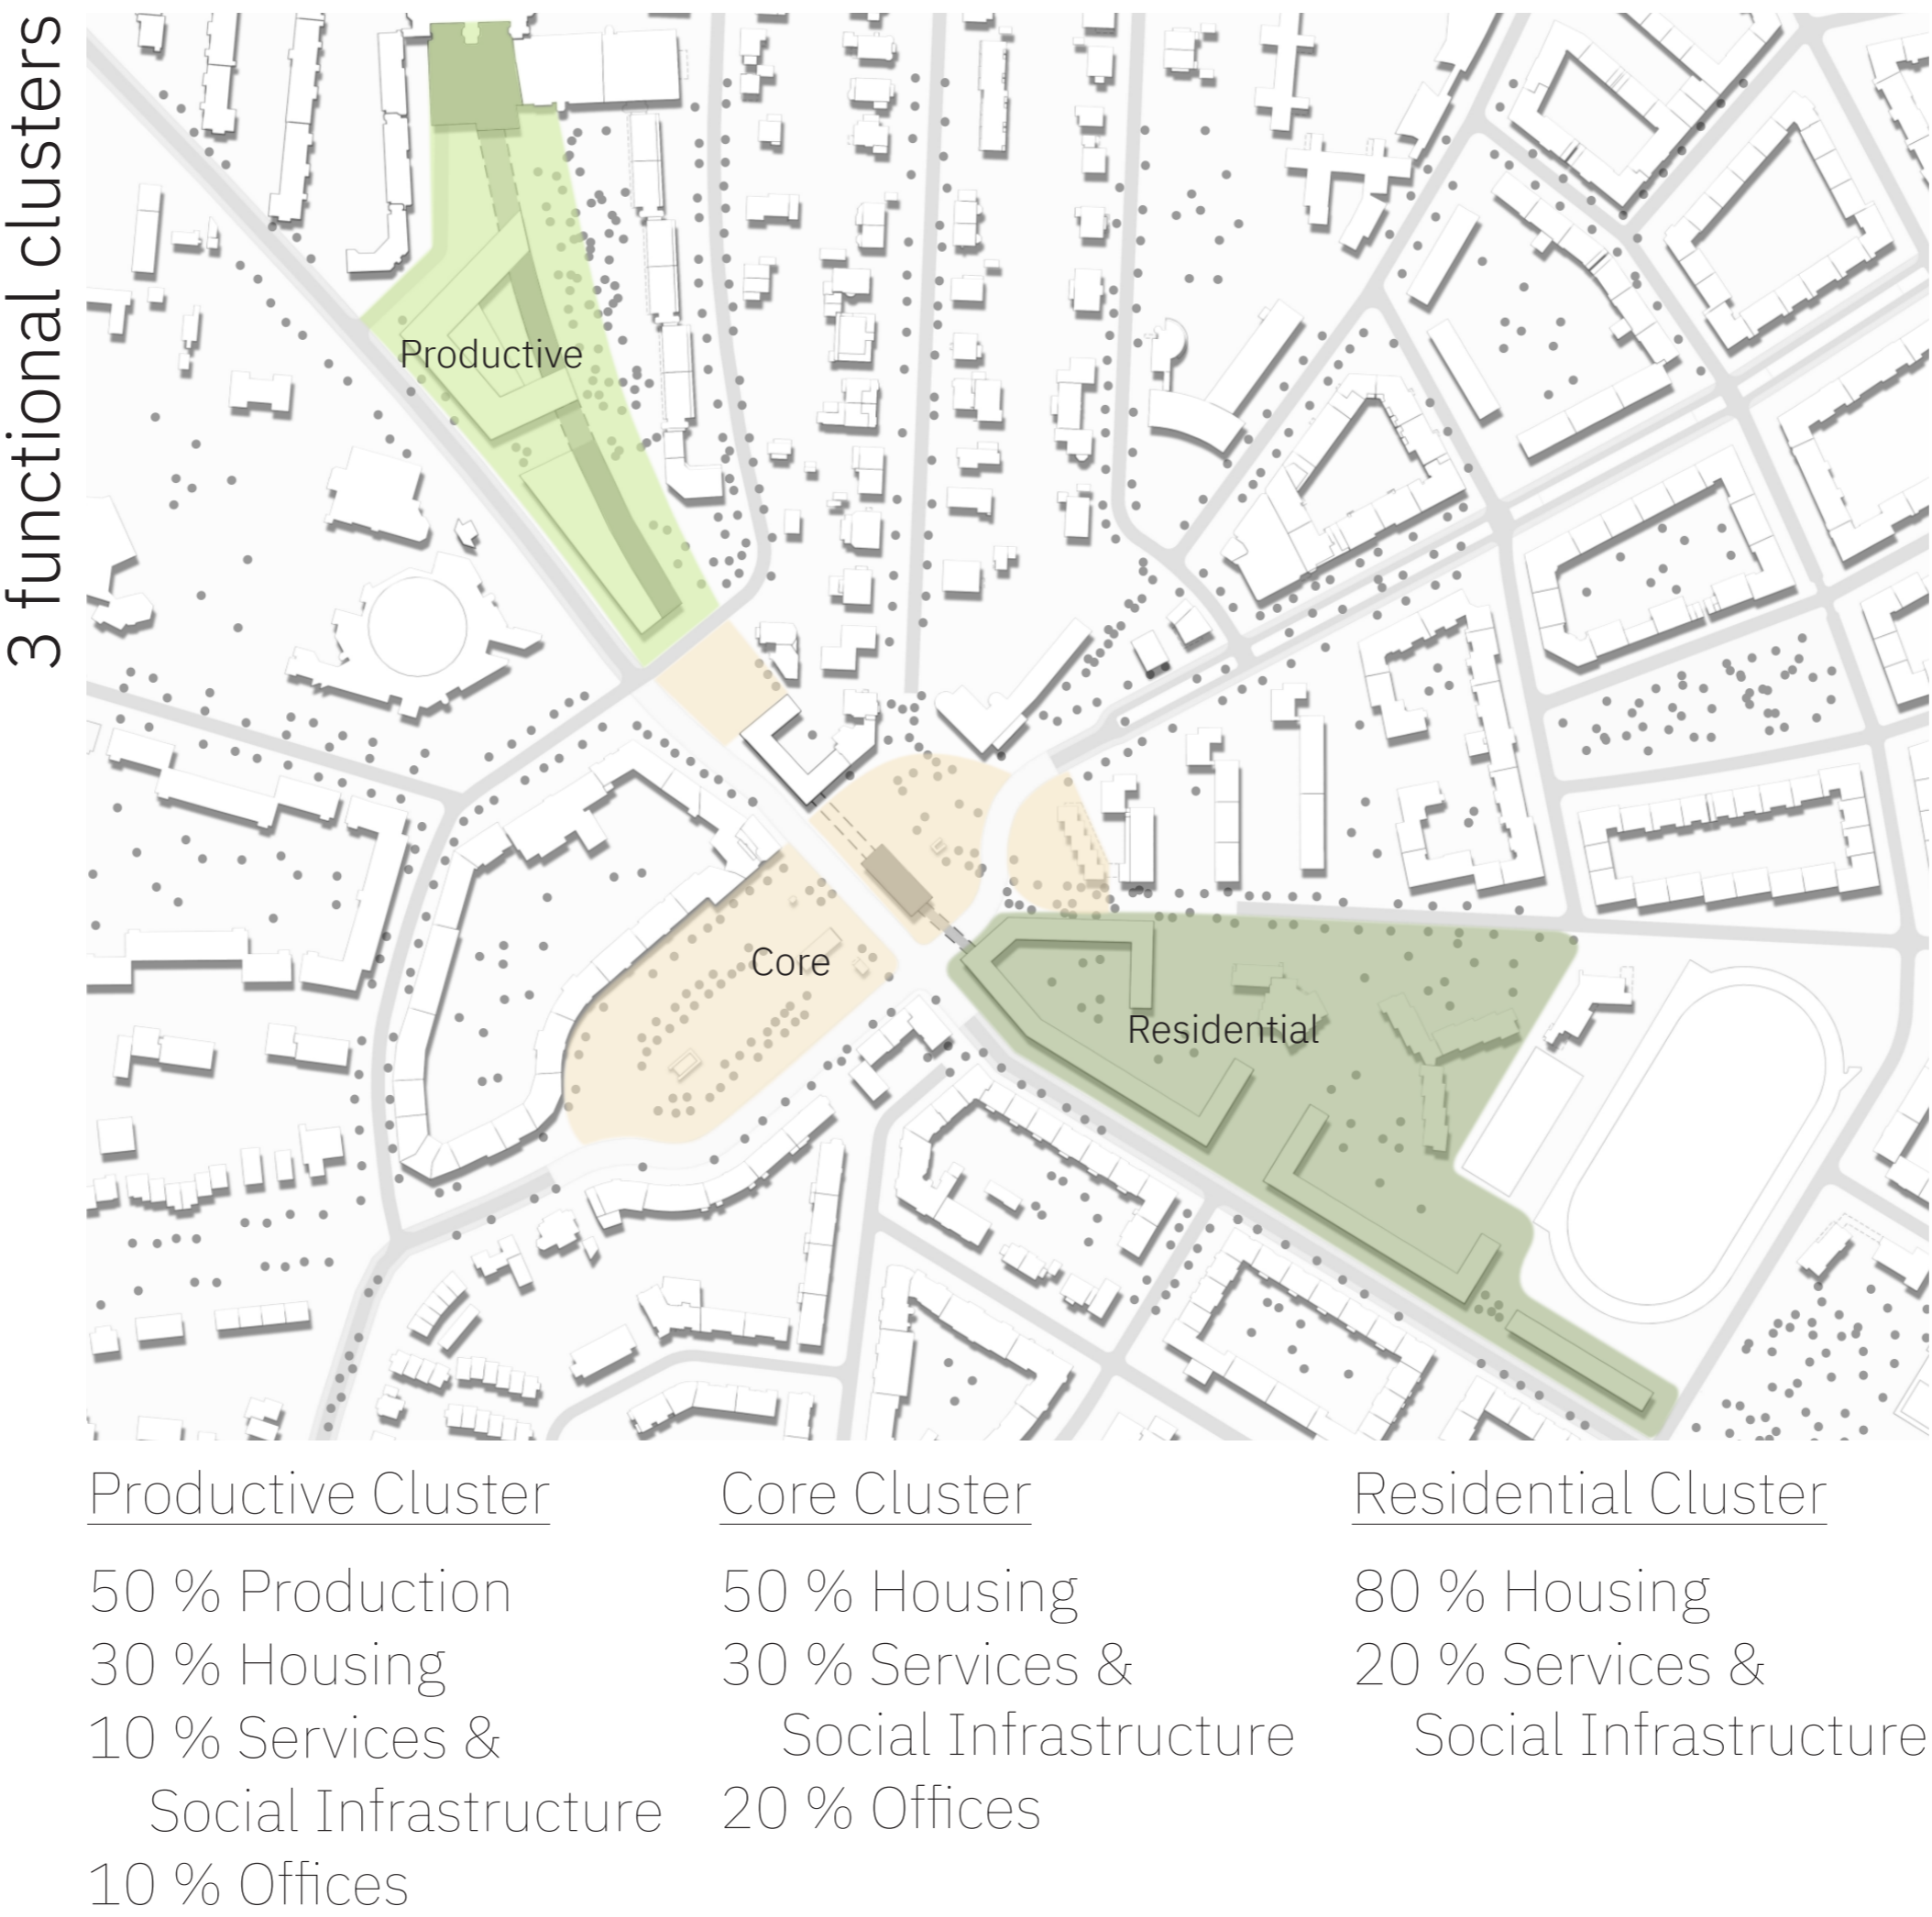 3 functional clusters
Productive
Core
Residential
Productive Cluster
50 % Production
30 % Housing
10 % Services &
Social Infrastructure
10 % Offices
Core Cluster
50 % Housing
30 % Services &
Social Infrastructure
20 % Offices
Residential Cluster
80 % Housing
20 % Services &
Social Infrastructure